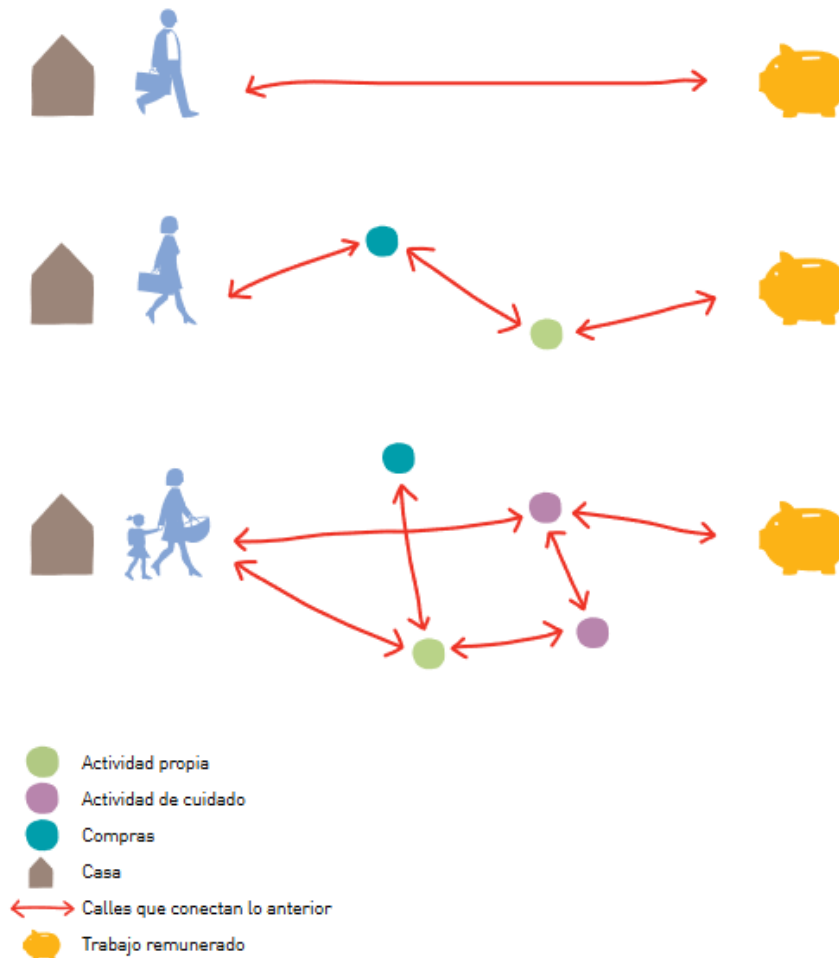 Actividad propia
Actividad de cuidado
Compras
Casa
Calles que conectan lo anterior
Trabajo remunerado